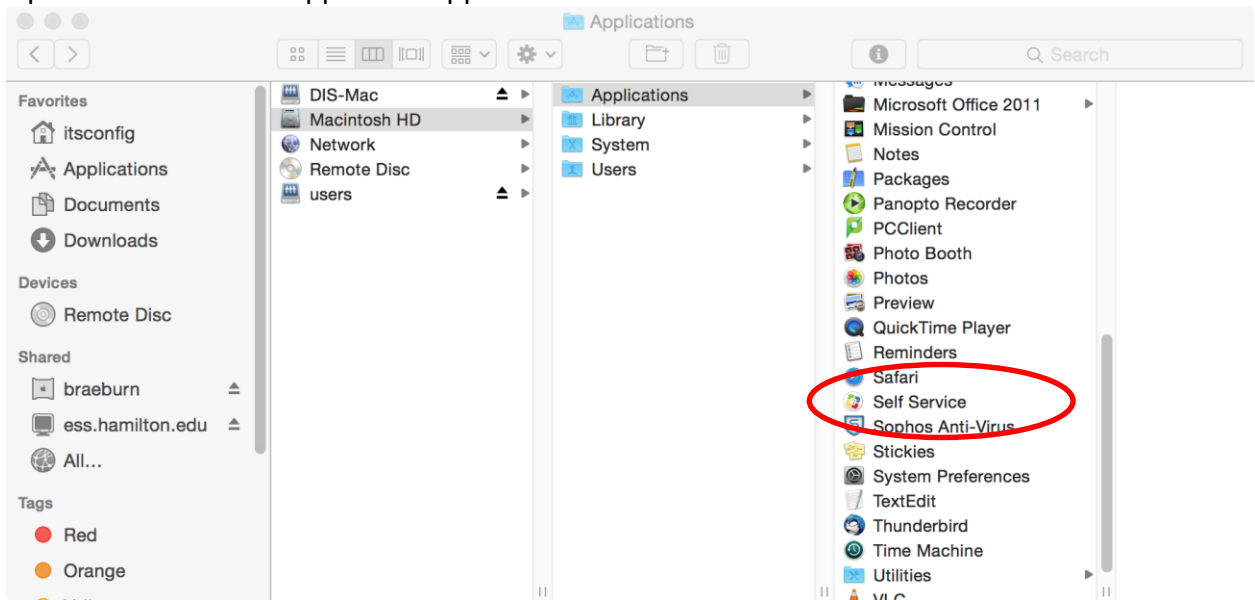 Applications
Search
Favorites
itsconfig
Applications
Documents
Downloads
Devices
Remote Disc
Shared
braeburn
ess.hamilton.edu
All...
Tags
Red
Orange
DIS-Mac
Macintosh HD
Network
Remote Disc
users
Applications
Library
System
Users
Messages
Microsoft Office 2011
Mission Control
Notes
Packages
Panopto Recorder
PCClient
Photo Booth
Photos
Preview
QuickTime Player
Reminders
Safari
Self Service
Sophos Anti-Virus
Stickies
System Preferences
TextEdit
Thunderbird
Time Machine
Utilities
VLC